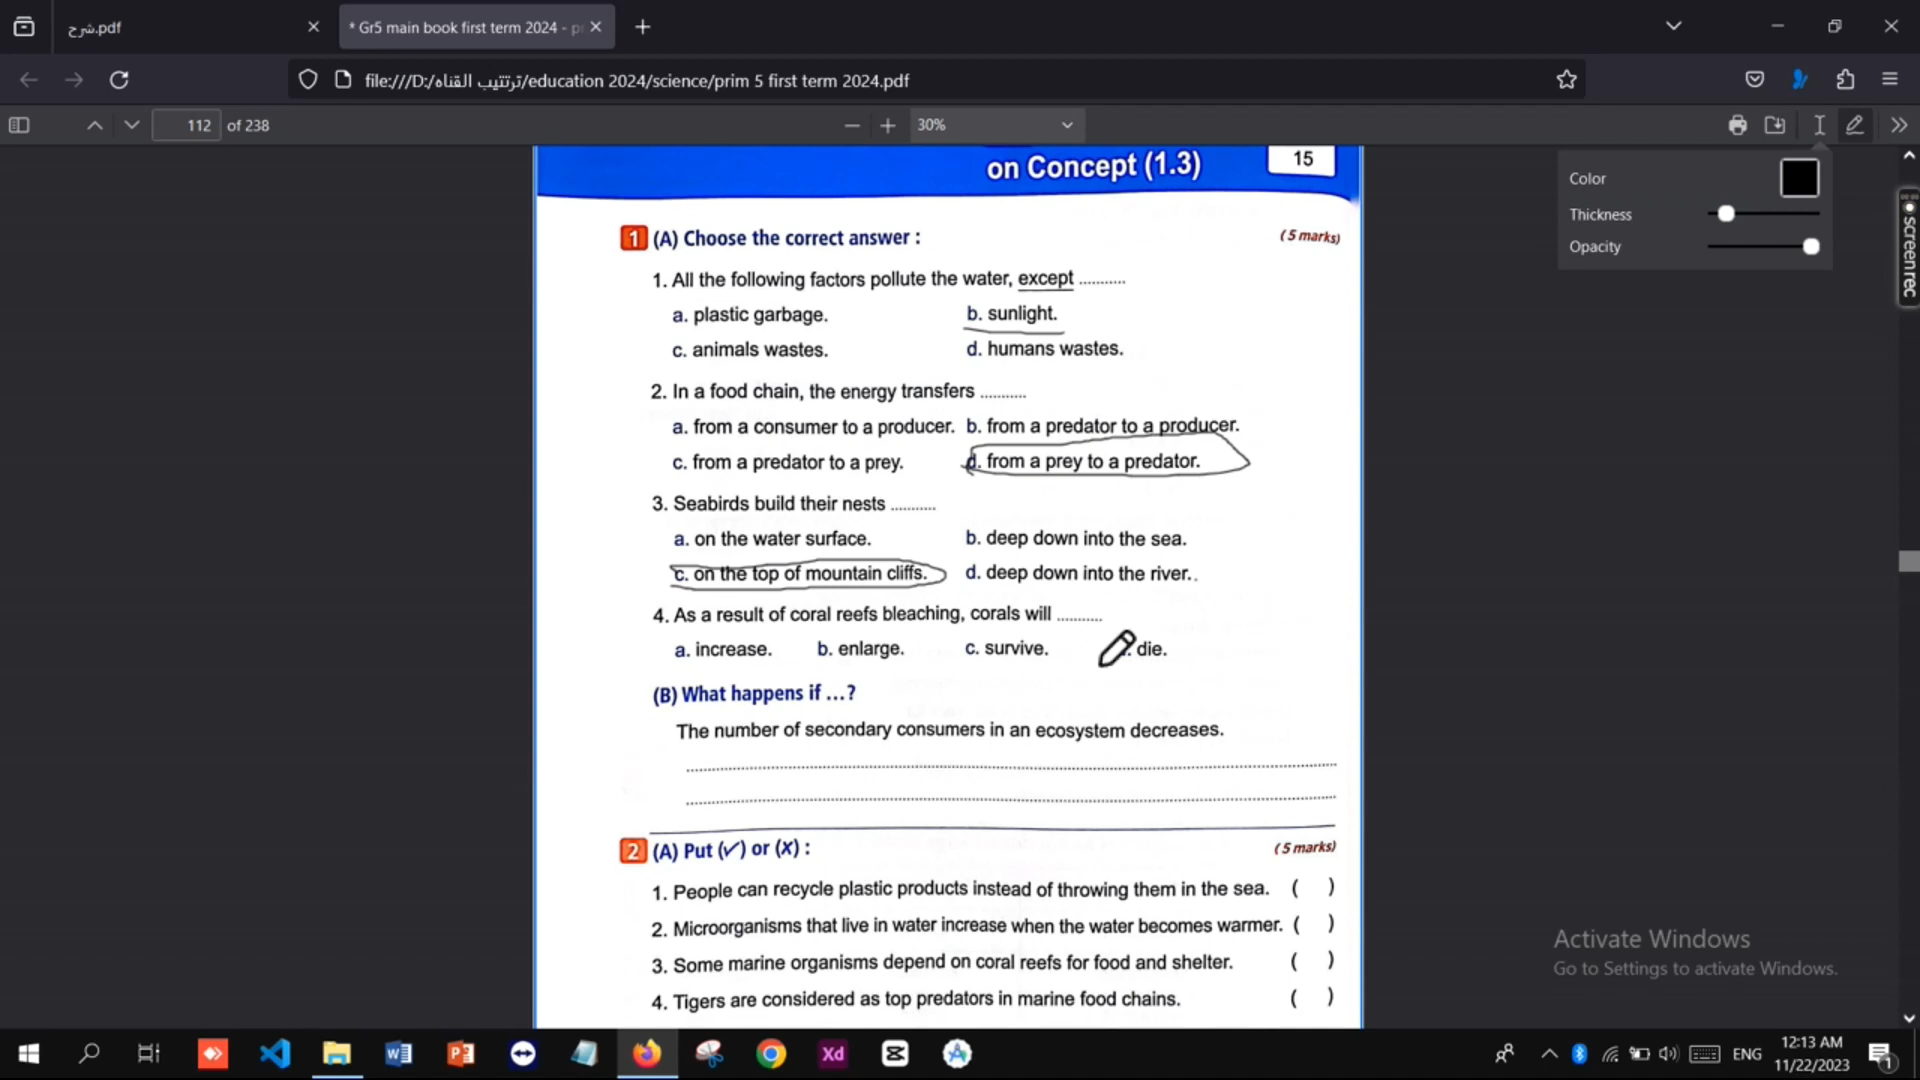 شرح.pdf
* Gr5 main book first term 2024 - pr
file:///D:/ترتتيب القناه/education 2024/science/prim 5 first term 2024.pdf
112 of 238
30%
Color
Thickness
Opacity
screenrec
on Concept (1.3)
15
1 (A) Choose the correct answer :
(5 marks)
1. All the following factors pollute the water, except ...........
a. plastic garbage.
b. sunlight.
c. animals wastes.
d. humans wastes.
2. In a food chain, the energy transfers ...........
a. from a consumer to a producer. b. from a predator to a producer.
c. from a predator to a prey.
d. from a prey to a predator.
3. Seabirds build their nests ...........
a. on the water surface.
b. deep down into the sea.
c. on the top of mountain cliffs.
d. deep down into the river..
4. As a result of coral reefs bleaching, corals will ...........
a. increase.
b. enlarge.
c. survive.
die.
(B) What happens if ...?
The number of secondary consumers in an ecosystem decreases.
2 (A) Put (✓) or (x) :
(5 marks)
1. People can recycle plastic products instead of throwing them in the sea. ( )
2. Microorganisms that live in water increase when the water becomes warmer. ( )
3. Some marine organisms depend on coral reefs for food and shelter. ( )
4. Tigers are considered as top predators in marine food chains. ( )
Activate Windows
Go to Settings to activate Windows.
Xd
ENG
12:13 AM
11/22/2023
1